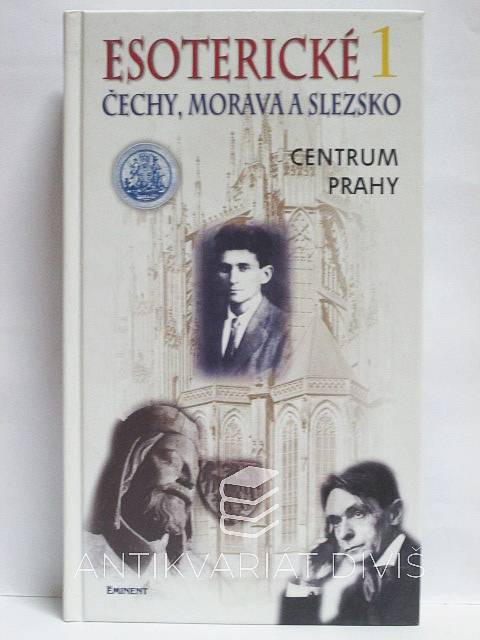 ESOTERICKÉ 1
ČECHY, MORAVA A SLEZSKO
CENTRUM
PRAHY
ANTIKVARIÁT DIVIŠ
EMINENT